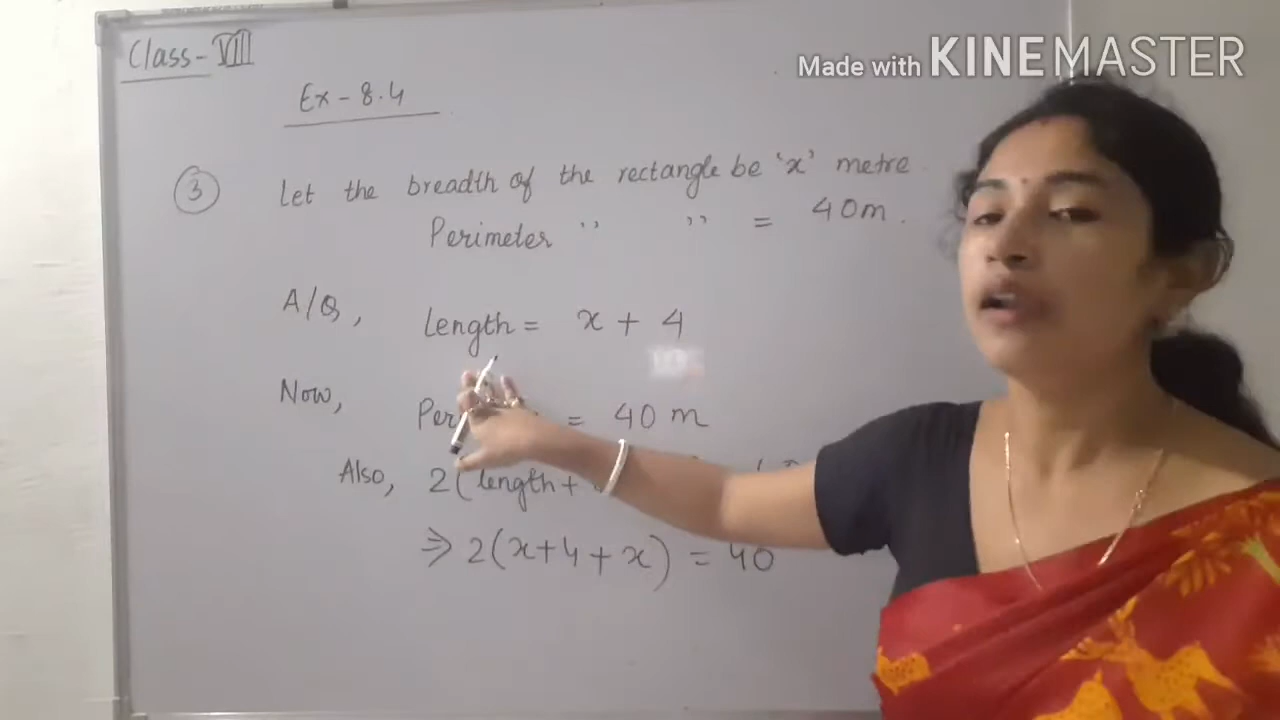 Made with KINEMASTER
Class - VIII
Ex - 8.4
③ Let the breadth of the rectangle be 'x' metre.
Perimeter " " = 40m.
A/Q, length = x + 4
Now, = 40 m
Also, 2(length +
⇒ 2(x+4+x) = 40